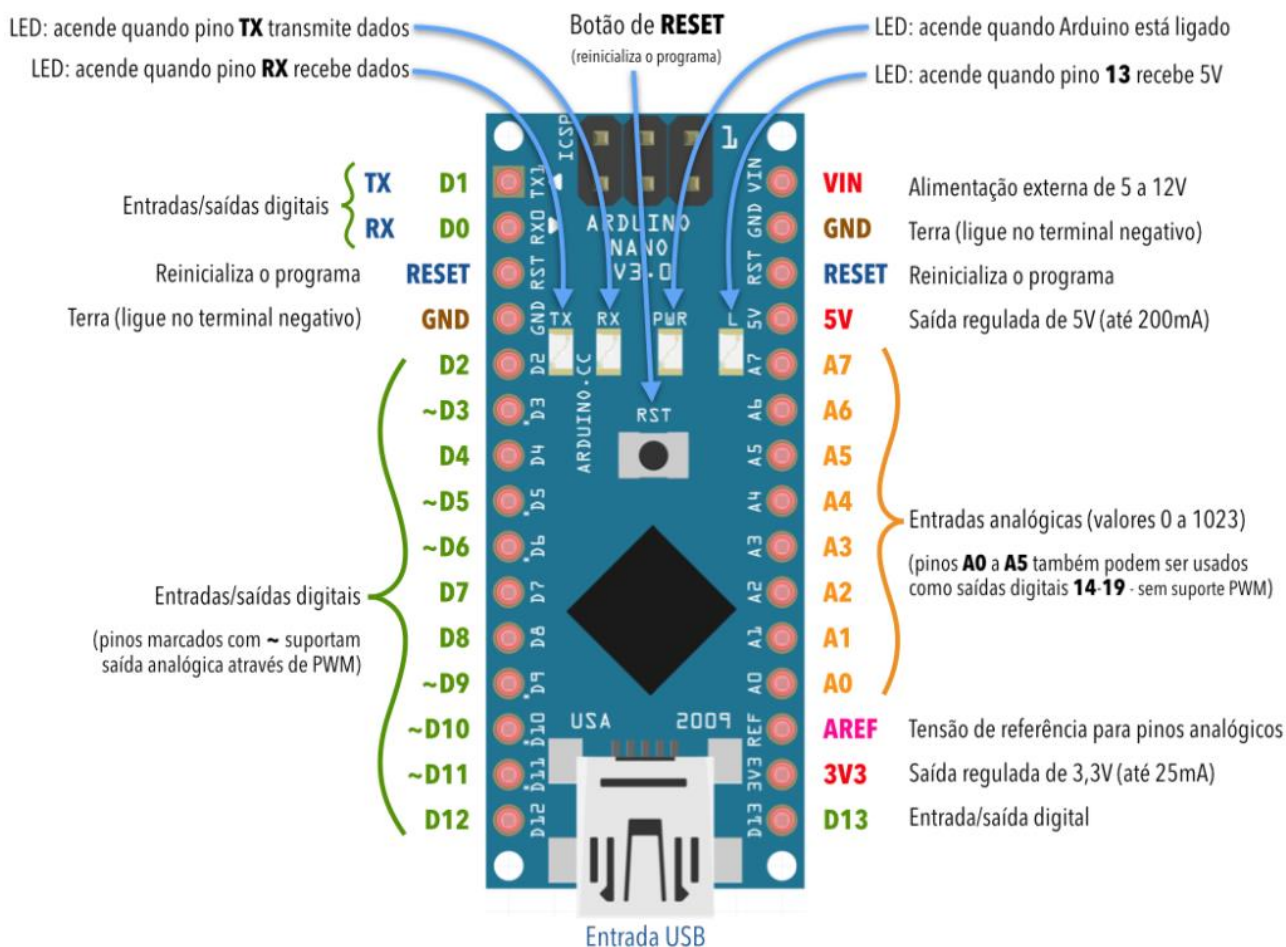 LED: acende quando pino TX transmite dados
LED: acende quando pino RX recebe dados
Botão de RESET
(reinicializa o programa)
LED: acende quando Arduino está ligado
LED: acende quando pino 13 recebe 5V
Entradas/saídas digitais
TX D1
RX D0
Reinicializa o programa
RESET
Terra (ligue no terminal negativo)
GND
D2
~D3
D4
~D5
~D6
D7
D8
~D9
~D10
~D11
D12
Entradas/saídas digitais
(pinos marcados com ~ suportam
saída analógica através de PWM)
ICSP
1
TX1
RX0
RST
GND
D2
D3
D4
D5
D6
D7
D8
D9
D10
D11
D12
ARDUINO
NANO
V3.0
TX RX PWR L
ARDUINO.CC
RST
USA 2009
VIN
GND
RST
5V
A7
A6
A5
A4
A3
A2
A1
A0
REF
3V3
D13
VIN Alimentação externa de 5 a 12V
GND Terra (ligue no terminal negativo)
RESET Reinicializa o programa
5V Saída regulada de 5V (até 200mA)
A7
A6
A5
A4
A3
A2
A1
A0
Entradas analógicas (valores 0 a 1023)
(pinos A0 a A5 também podem ser usados
como saídas digitais 14-19 - sem suporte PWM)
AREF Tensão de referência para pinos analógicos
3V3 Saída regulada de 3,3V (até 25mA)
D13 Entrada/saída digital
Entrada USB